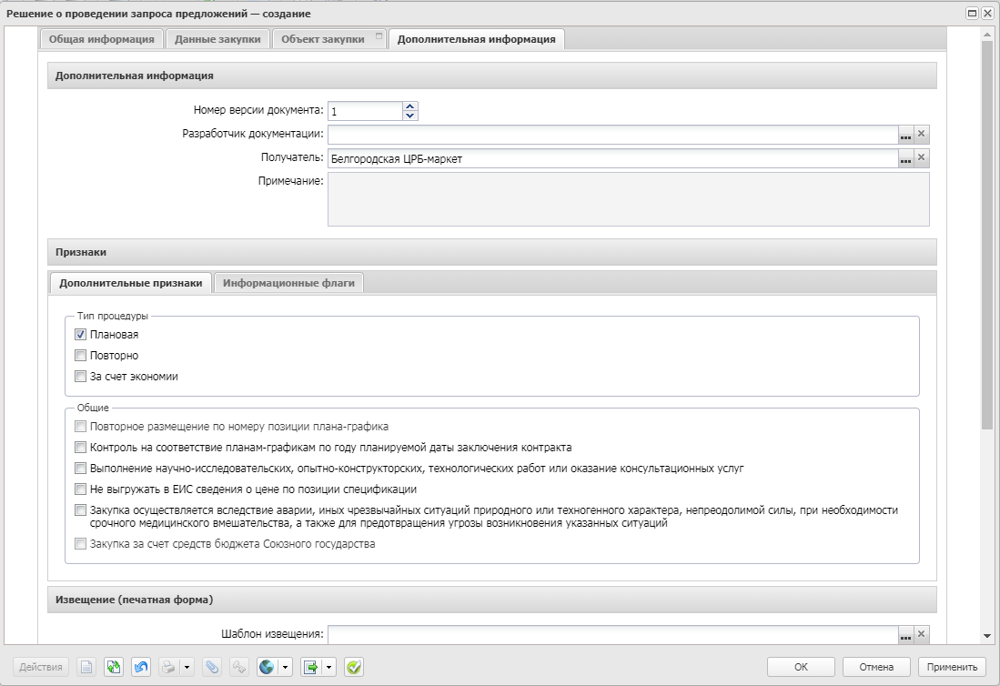 Решение о проведении запроса предложений — создание
Общая информация
Данные закупки
Объект закупки
Дополнительная информация
Дополнительная информация
Номер версии документа: 1
Разработчик документации:
Получатель: Белгородская ЦРБ-маркет
Примечание:
Признаки
Дополнительные признаки
Информационные флаги
Тип процедуры
Плановая
Повторно
За счет экономии
Общие
Повторное размещение по номеру позиции плана-графика
Контроль на соответствие планам-графикам по году планируемой даты заключения контракта
Выполнение научно-исследовательских, опытно-конструкторских, технологических работ или оказание консультационных услуг
Не выгружать в ЕИС сведения о цене по позиции спецификации
Закупка осуществляется вследствие аварии, иных чрезвычайных ситуаций природного или техногенного характера, непреодолимой силы, при необходимости
срочного медицинского вмешательства, а также для предотвращения угрозы возникновения указанных ситуаций
Закупка за счет средств бюджета Союзного государства
Извещение (печатная форма)
Шаблон извещения:
Действия
ОК
Отмена
Применить